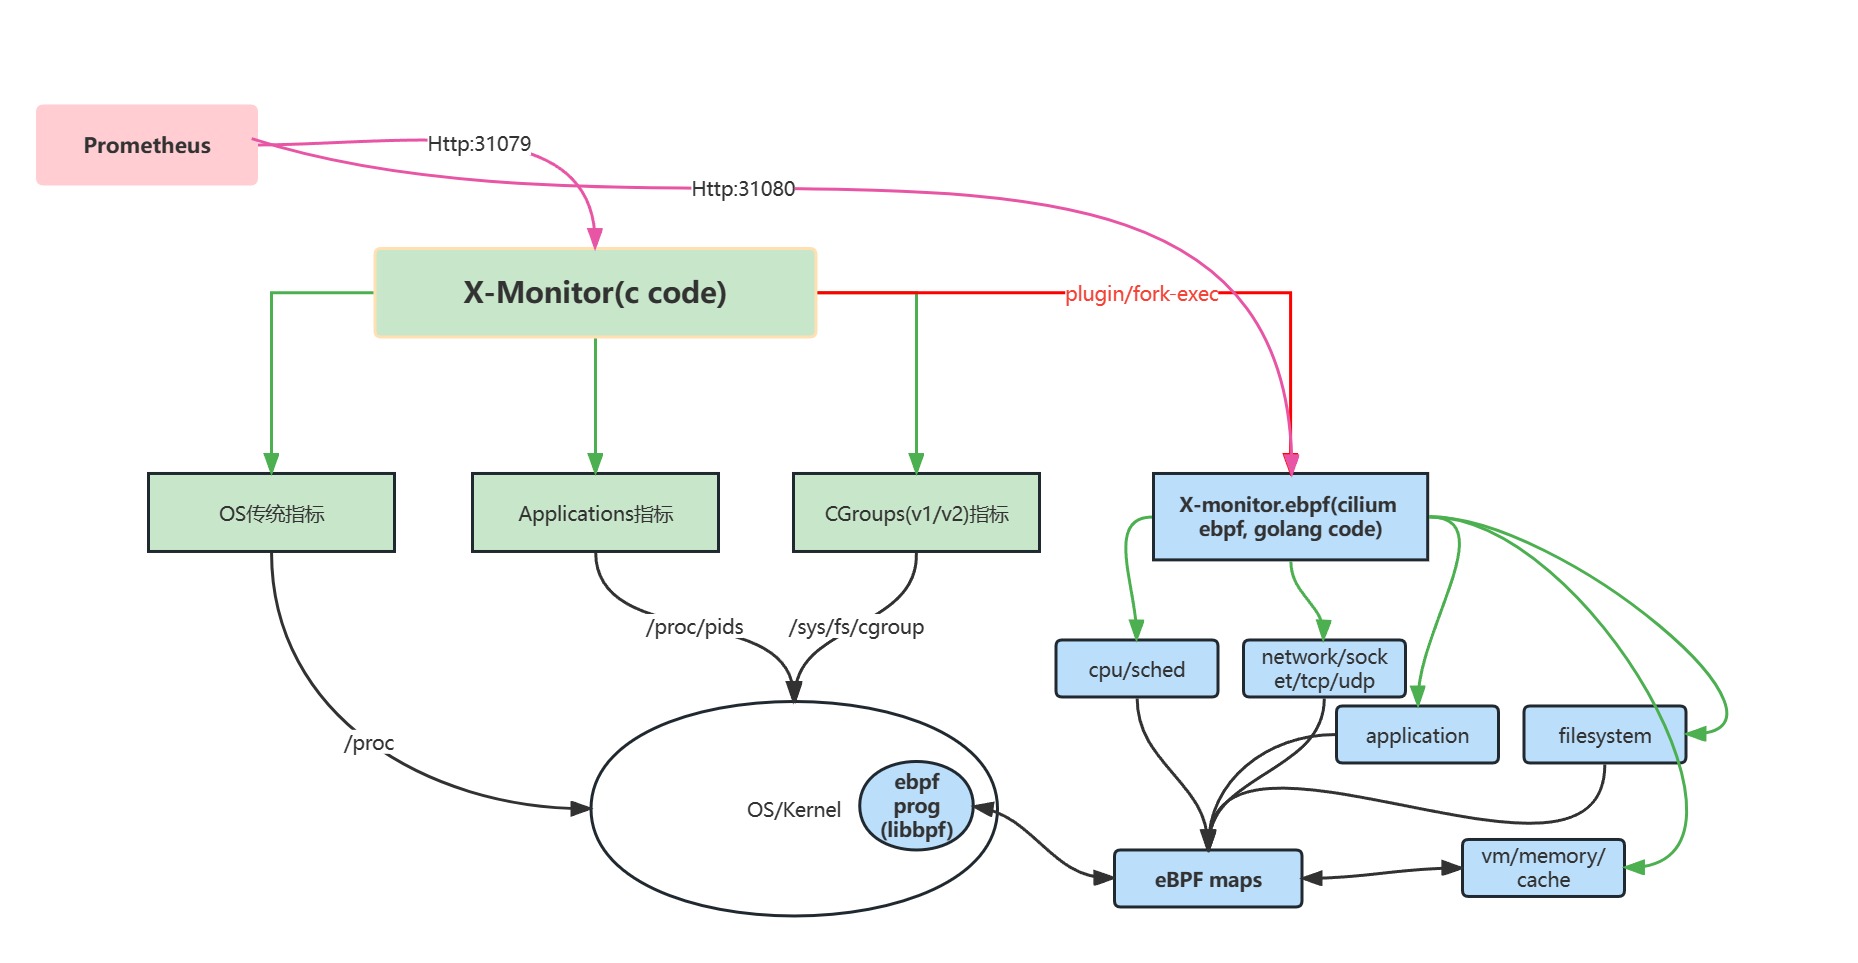 Prometheus
Http:31079
Http:31080
X-Monitor(c code)
plugin/fork-exec
OS传统指标
Applications指标
CGroups(v1/v2)指标
X-monitor.ebpf(cilium
ebpf, golang code)
/proc/pids
/sys/fs/cgroup
cpu/sched
network/sock
et/tcp/udp
/proc
application
filesystem
OS/Kernel
ebpf
prog
(libbpf)
eBPF maps
vm/memory/
cache